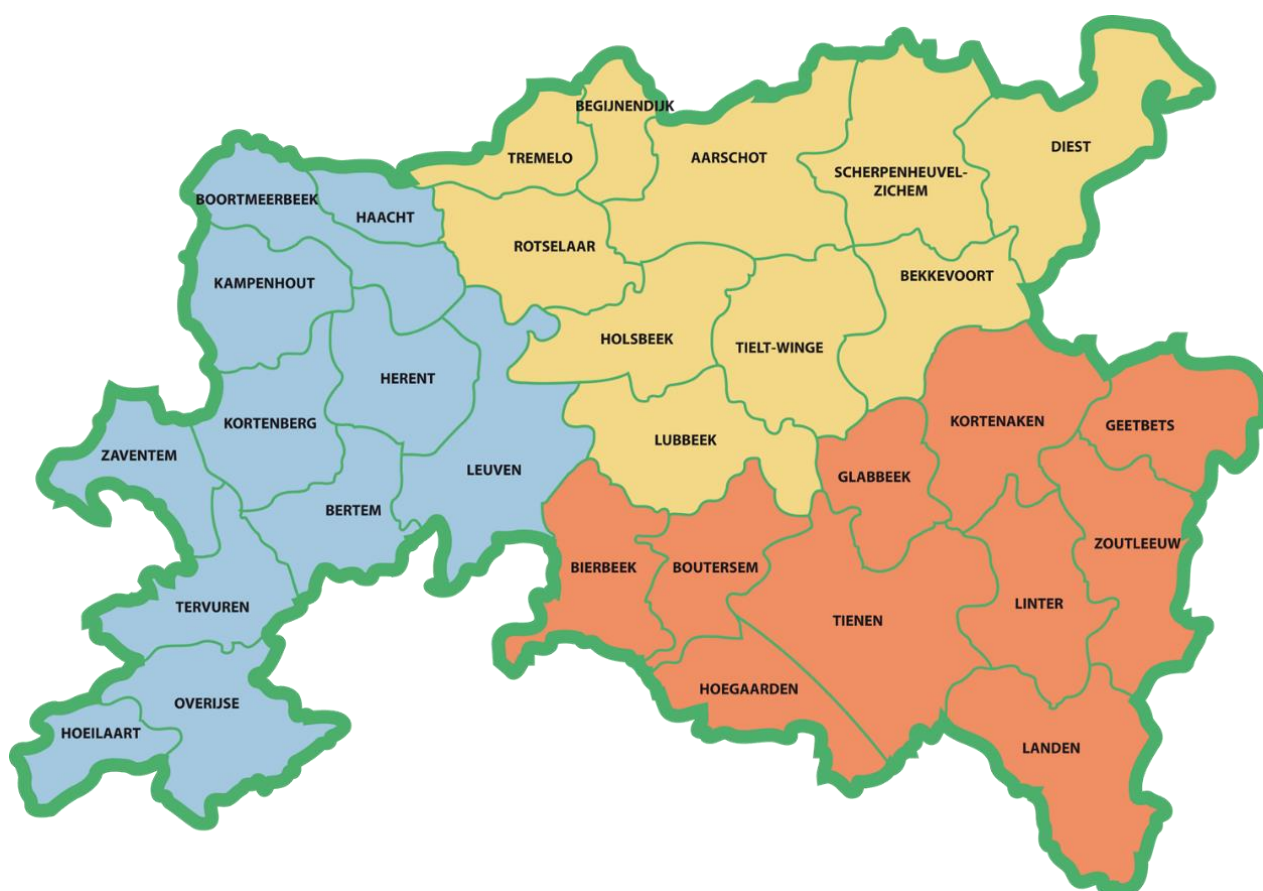 BEGIJNENDIJK
TREMELO
AARSCHOT
DIEST
SCHERPENHEUVEL-
ZICHEM
BOORTMEERBEEK
HAACHT
ROTSELAAR
BEKKEVOORT
KAMPENHOUT
HOLSBEEK
TIELT-WINGE
HERENT
KORTENBERG
KORTENAKEN
GEETBETS
LUBBEEK
ZAVENTEM
LEUVEN
GLABBEEK
BERTEM
ZOUTLEEUW
BIERBEEK
BOUTERSEM
TERVUREN
LINTER
TIENEN
HOEGAARDEN
OVERIJSE
HOEILAART
LANDEN